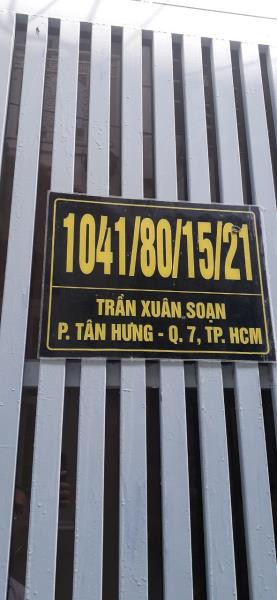 1041/80/15/21
TRẦN XUÂN SOẠN
P. TÂN HƯNG - Q. 7, TP. HCM